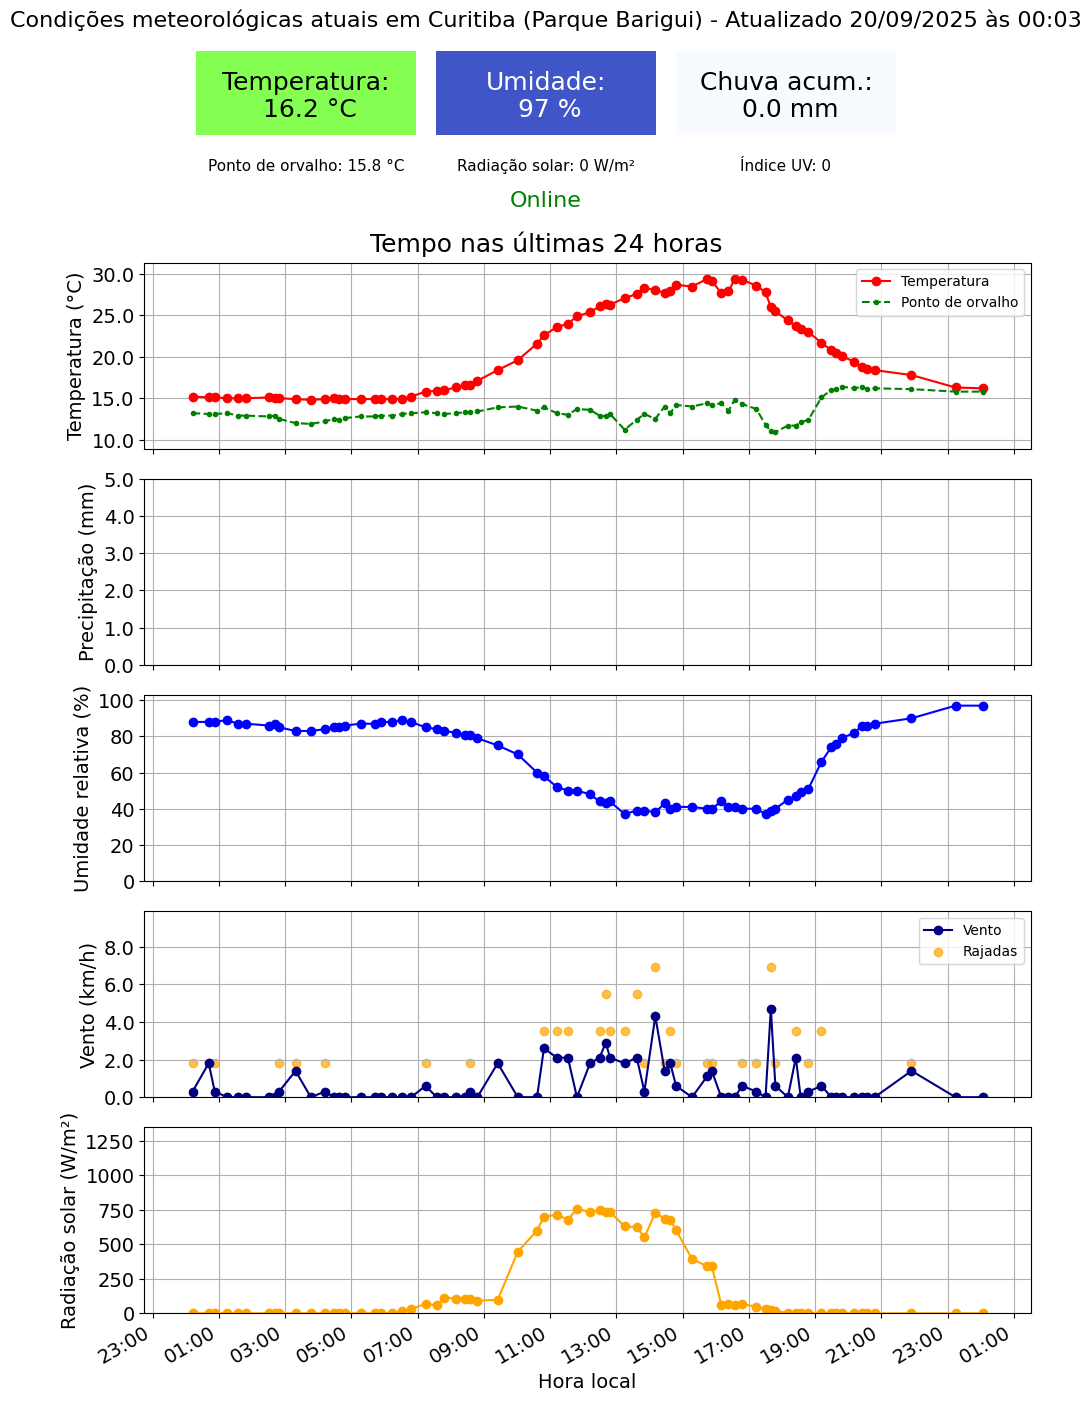 Condições meteorológicas atuais em Curitiba (Parque Barigui) - Atualizado 20/09/2025 às 00:03
Temperatura:
16.2 °C
Umidade:
97 %
Chuva acum.:
0.0 mm
Ponto de orvalho: 15.8 °C
Radiação solar: 0 W/m²
Índice UV: 0
Online
Tempo nas últimas 24 horas
Temperatura (°C)
30.0
25.0
20.0
15.0
10.0
Temperatura
Ponto de orvalho
Precipitação (mm)
5.0
4.0
3.0
2.0
1.0
0.0
Umidade relativa (%)
100
80
60
40
20
0
Vento (km/h)
8.0
6.0
4.0
2.0
0.0
Vento
Rajadas
Radiação solar (W/m²)
1250
1000
750
500
250
0
23:00
01:00
03:00
05:00
07:00
09:00
11:00
13:00
15:00
17:00
19:00
21:00
23:00
01:00
Hora local